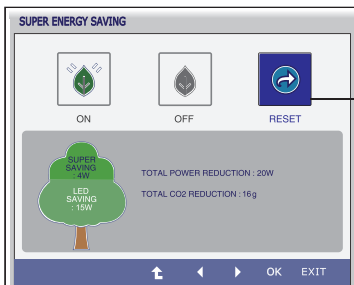 SUPER ENERGY SAVING
ON
OFF
RESET
SUPER
SAVING
: 4W
LED
SAVING
: 15W
TOTAL POWER REDUCTION : 20W
TOTAL CO2 REDUCTION : 16g
OK
EXIT